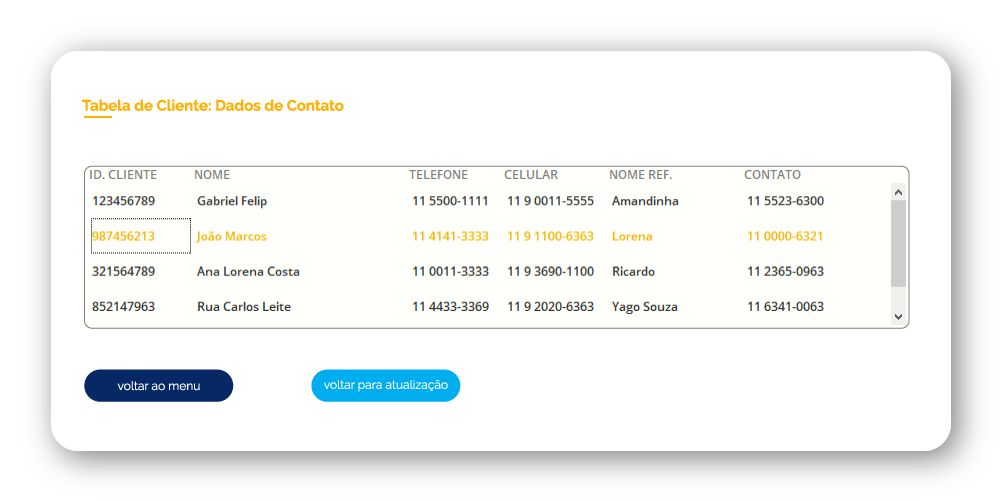 Tabela de Cliente: Dados de Contato
ID. CLIENTE NOME TELEFONE CELULAR NOME REF. CONTATO
123456789 Gabriel Felip 11 5500-1111 11 9 0011-5555 Amandinha 11 5523-6300
987456213 João Marcos 11 4141-3333 11 9 1100-6363 Lorena 11 0000-6321
321564789 Ana Lorena Costa 11 0011-3333 11 9 3690-1100 Ricardo 11 2365-0963
852147963 Rua Carlos Leite 11 4433-3369 11 9 2020-6363 Yago Souza 11 6341-0063
voltar ao menu voltar para atualização